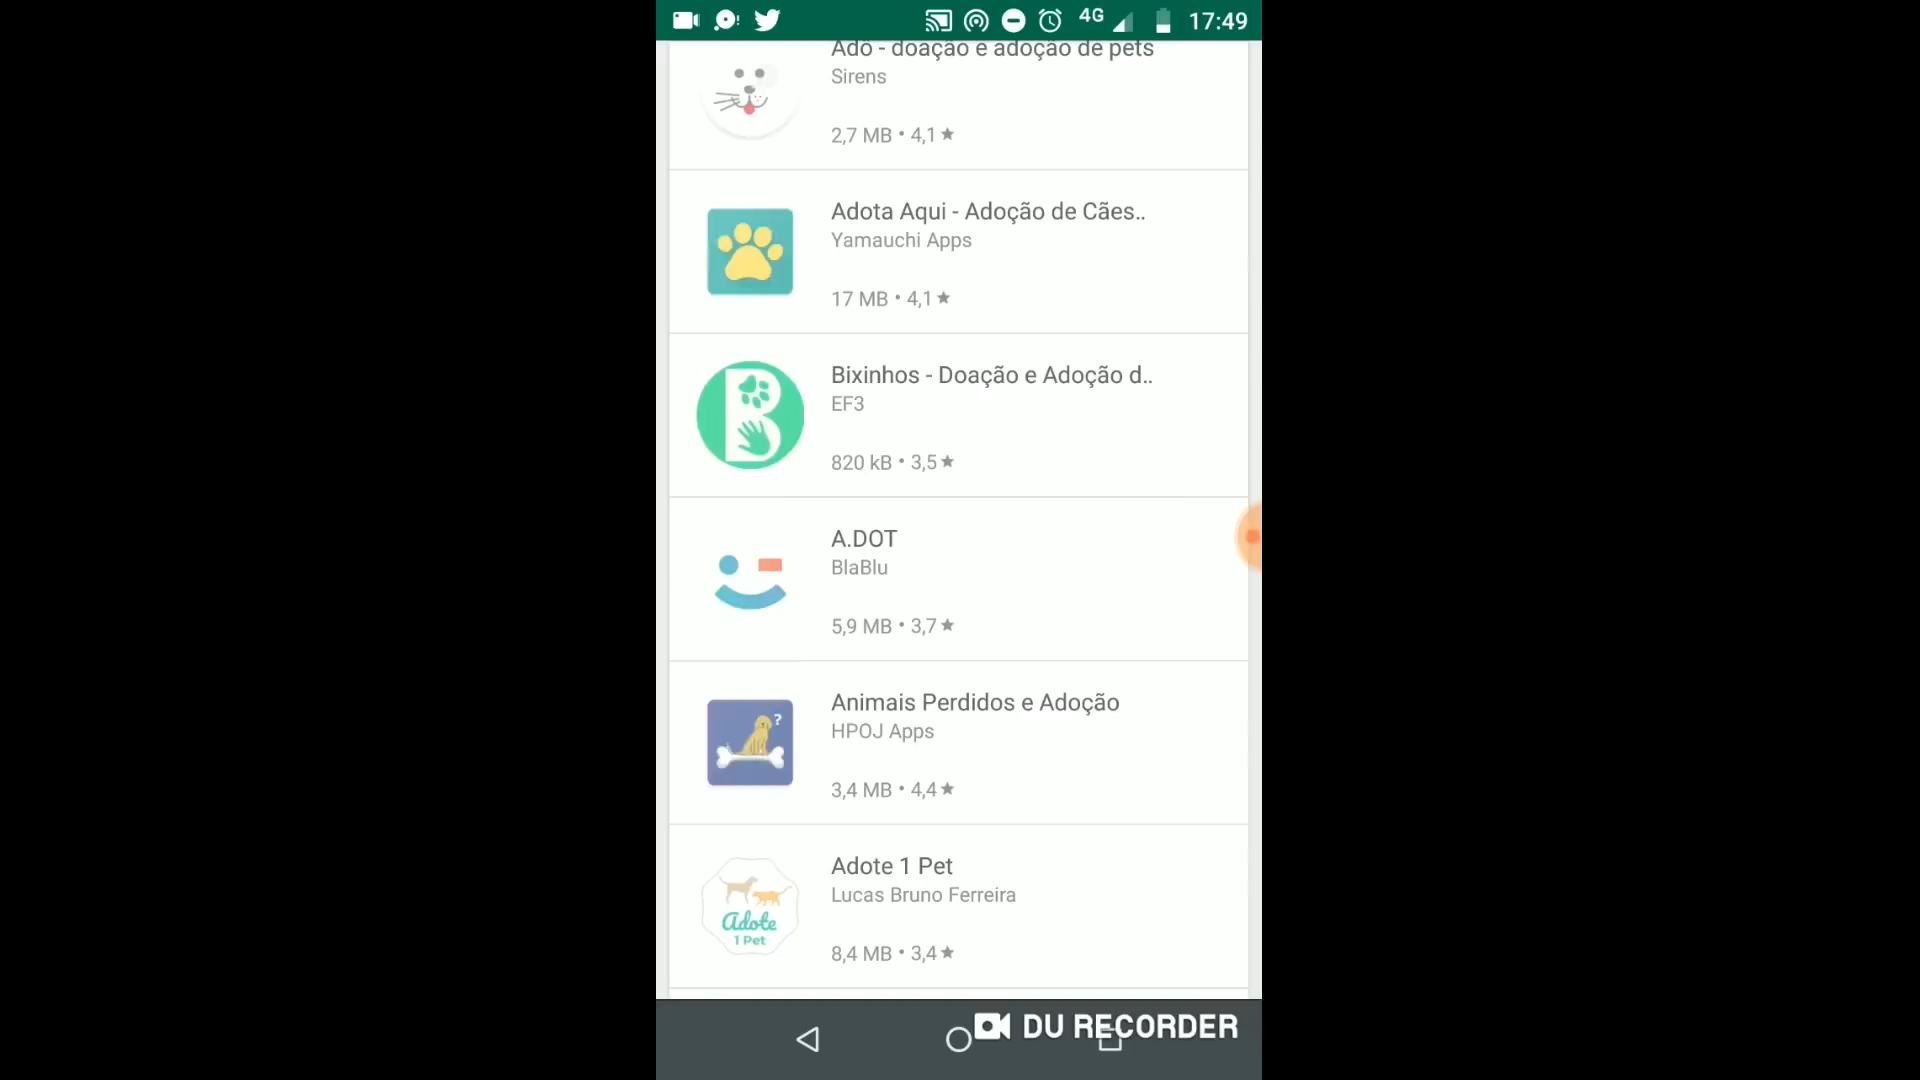 4G 17:49
Adô - doação e adoção de pets
Sirens
2,7 MB • 4,1 ★
Adota Aqui - Adoção de Cães..
Yamauchi Apps
17 MB • 4,1 ★
B
Bixinhos - Doação e Adoção d..
EF3
820 kB • 3,5 ★
A.DOT
BlaBlu
5,9 MB • 3,7 ★
?
Animais Perdidos e Adoção
HPOJ Apps
3,4 MB • 4,4 ★
Adote
1 Pet
Adote 1 Pet
Lucas Bruno Ferreira
8,4 MB • 3,4 ★
DU RECORDER